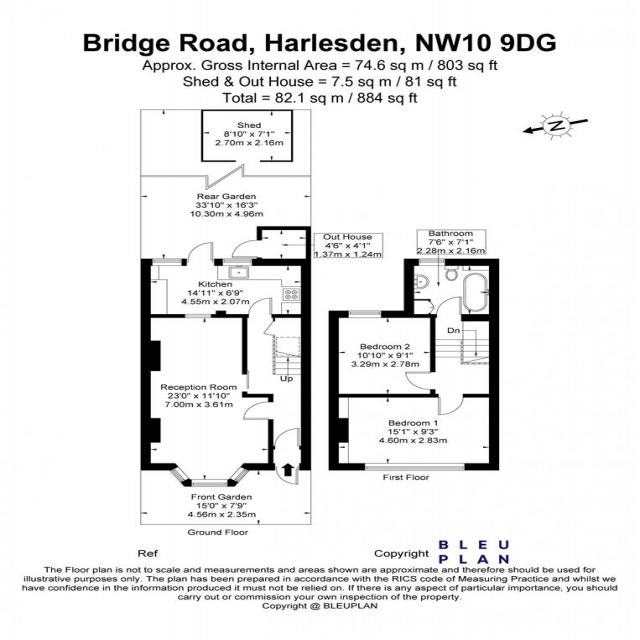 Bridge Road, Harlesden, NW10 9DG
Approx. Gross Internal Area = 74.6 sq m / 803 sq ft
Shed & Out House = 7.5 sq m / 81 sq ft
Total = 82.1 sq m / 884 sq ft
Shed
8'10" x 7'1"
2.70m x 2.16m
N
Rear Garden
33'10" x 16'3"
10.30m x 4.96m
Out House
4'6" x 4'1"
1.37m x 1.24m
Bathroom
7'6" x 7'1"
2.28m x 2.16m
Kitchen
14'11" x 6'9"
4.55m x 2.07m
Dn
Bedroom 2
10'10" x 9'1"
3.29m x 2.78m
Up
Reception Room
23'0" x 11'10"
7.00m x 3.61m
Bedroom 1
15'1" x 9'3"
4.60m x 2.83m
First Floor
Front Garden
15'0" x 7'9"
4.56m x 2.35m
Ground Floor
Ref
Copyright
BLEU
PLAN
The Floor plan is not to scale and measurements and areas shown are approximate and therefore should be used for
illustrative purposes only. The plan has been prepared in accordance with the RICS code of Measuring Practice and whilst we
have confidence in the information produced it must not be relied on. If there is any aspect of particular importance, you should
carry out or commission your own inspection of the property.
Copyright @ BLEUPLAN